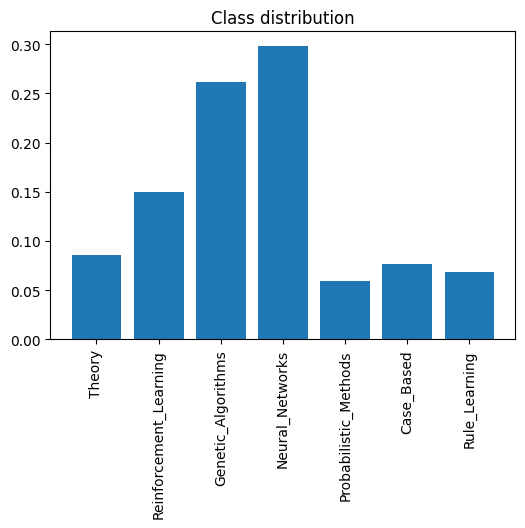 Class distribution
0.30
0.25
0.20
0.15
0.10
0.05
0.00
Theory
Reinforcement_Learning
Genetic_Algorithms
Neural_Networks
Probabilistic_Methods
Case_Based
Rule_Learning